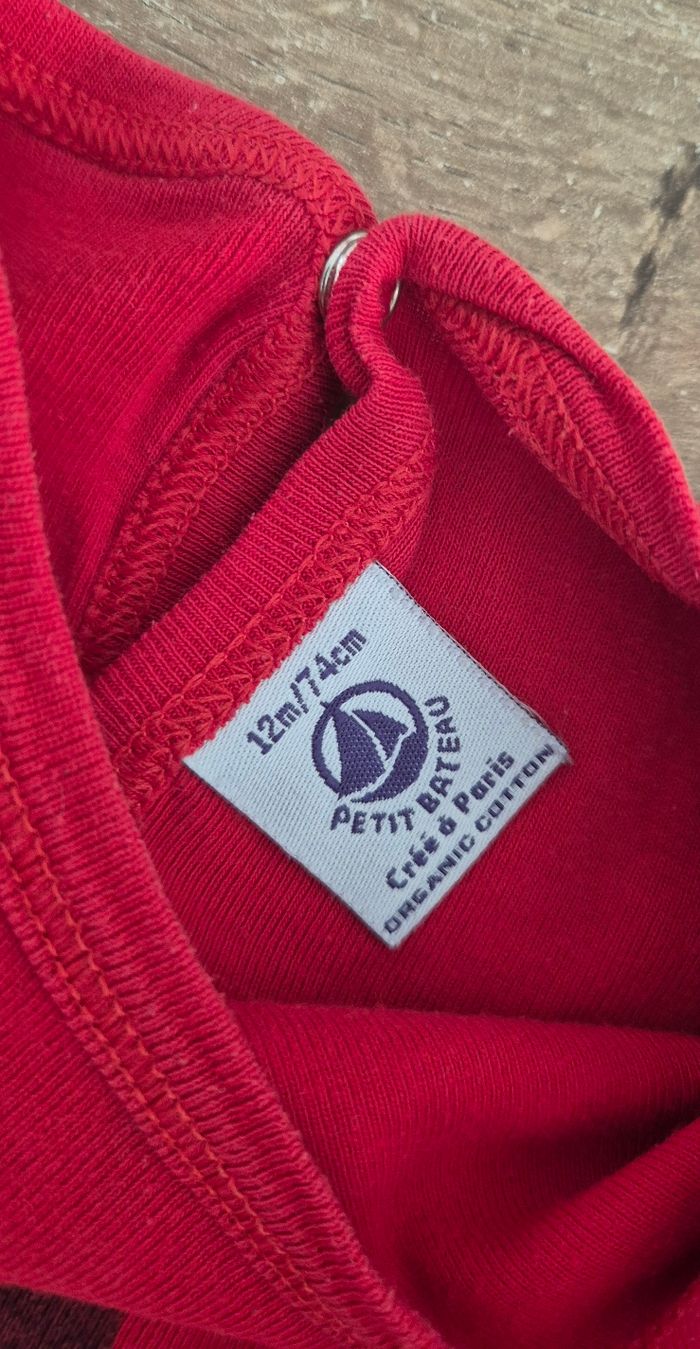 12m/74cm
PETIT BATEAU
Créé à Paris
ORGANIC COTTON